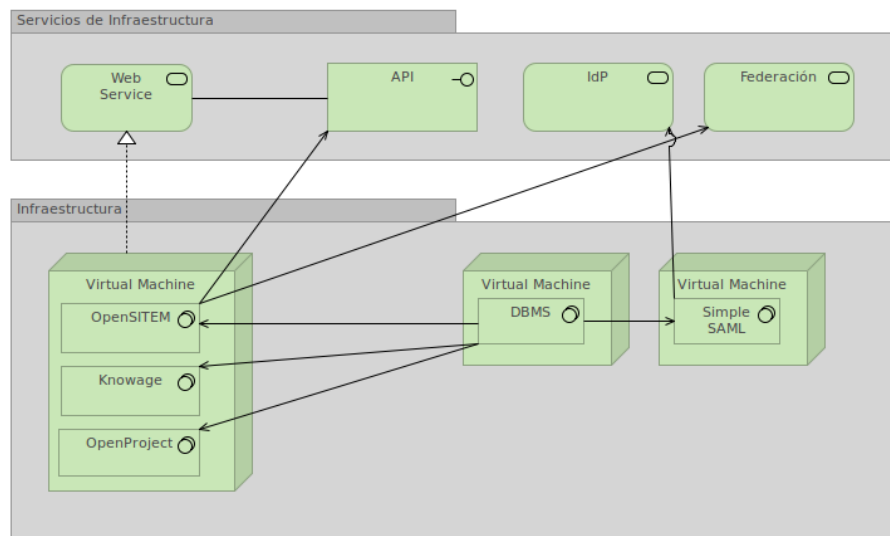 Servicios de Infraestructura
Web
Service
API
IdP
Federación
Infraestructura
Virtual Machine
OpenSITEM
Knowage
OpenProject
Virtual Machine
DBMS
Virtual Machine
Simple
SAML